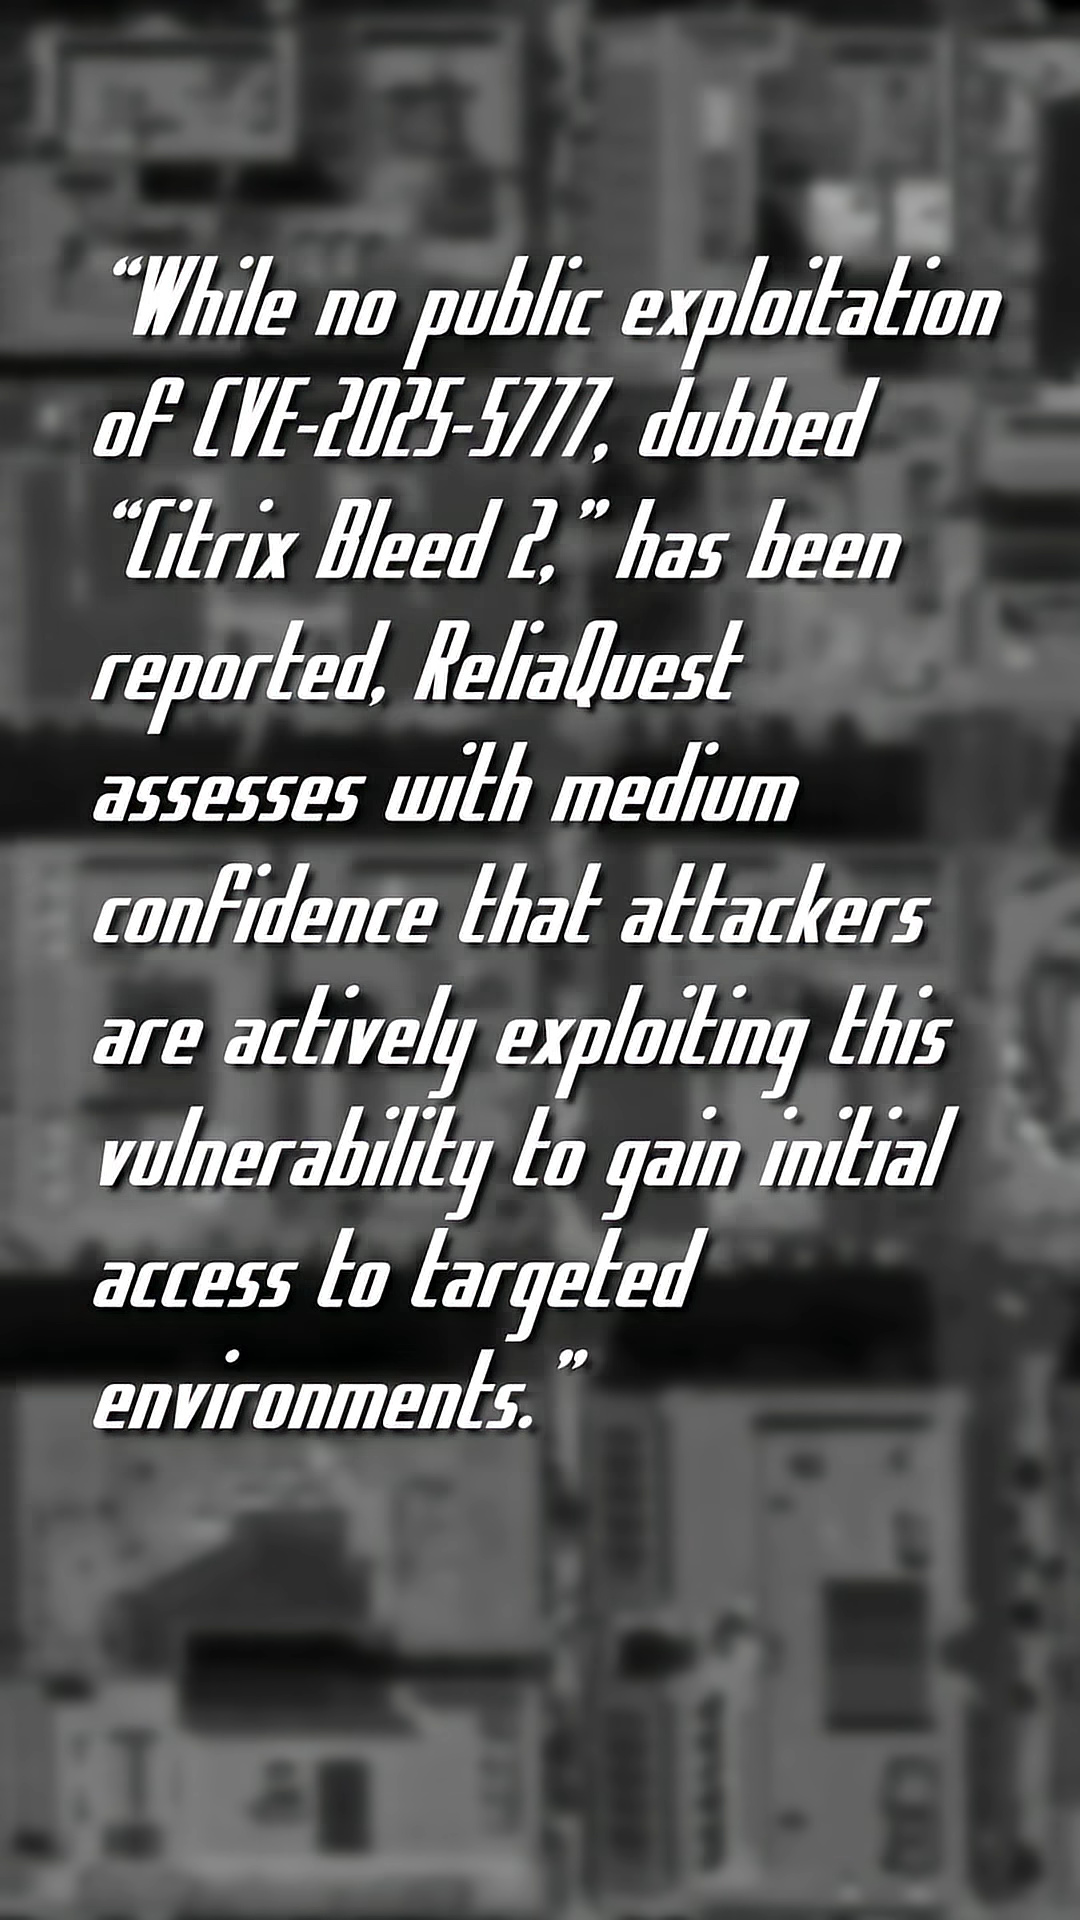 “While no public exploitation
of CVE-2025-5777, dubbed
“Citrix Bleed 2,” has been
reported, ReliaQuest
assesses with medium
confidence that attackers
are actively exploiting this
vulnerability to gain initial
access to targeted
environments.”